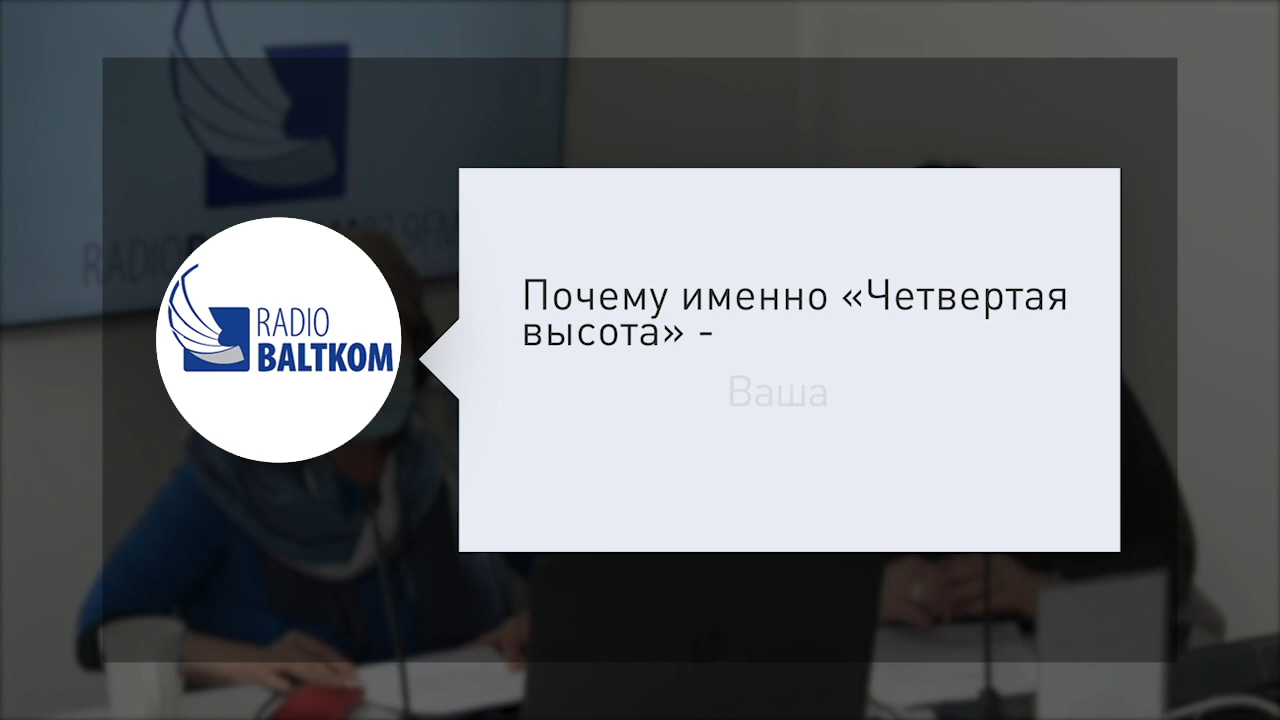 RADIO
BALTKOM
Почему именно «Четвертая
высота» -
Ваша